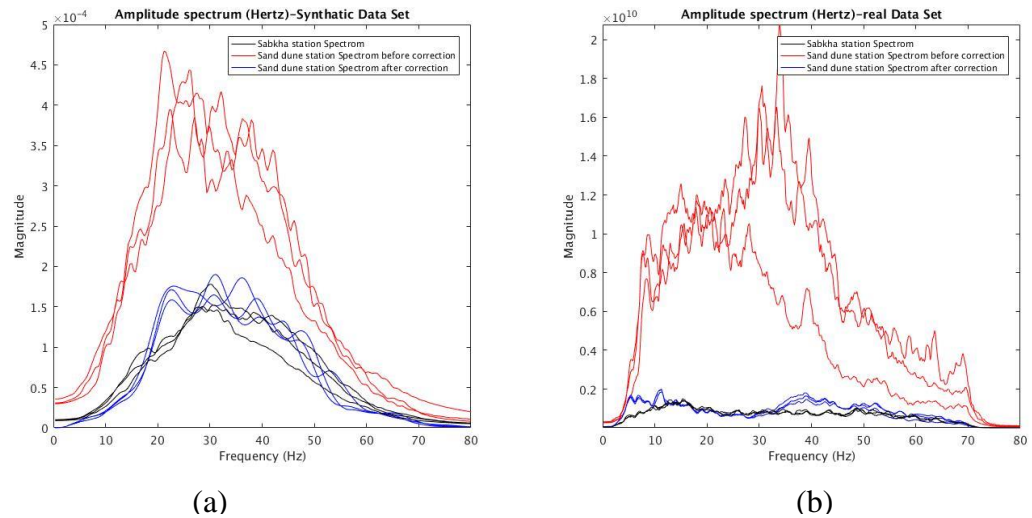 Amplitude spectrum (Hertz)-Synthatic Data Set
×10⁻⁴
Sabkha station Spectrom
Sand dune station Spectrum before correction
Sand dune station Spectrum after correction
Magnitude
5
4.5
4
3.5
3
2.5
2
1.5
1
0.5
0
0 10 20 30 40 50 60 70 80
Frequency (Hz)
(a)
Amplitude spectrum (Hertz)-real Data Set
×10¹⁰
Sabkha station Spectrum
Sand dune station Spectrum before correction
Sand dune station Spectrum after correction
Magnitude
2
1.8
1.6
1.4
1.2
1
0.8
0.6
0.4
0.2
0 10 20 30 40 50 60 70 80
Frequency (Hz)
(b)